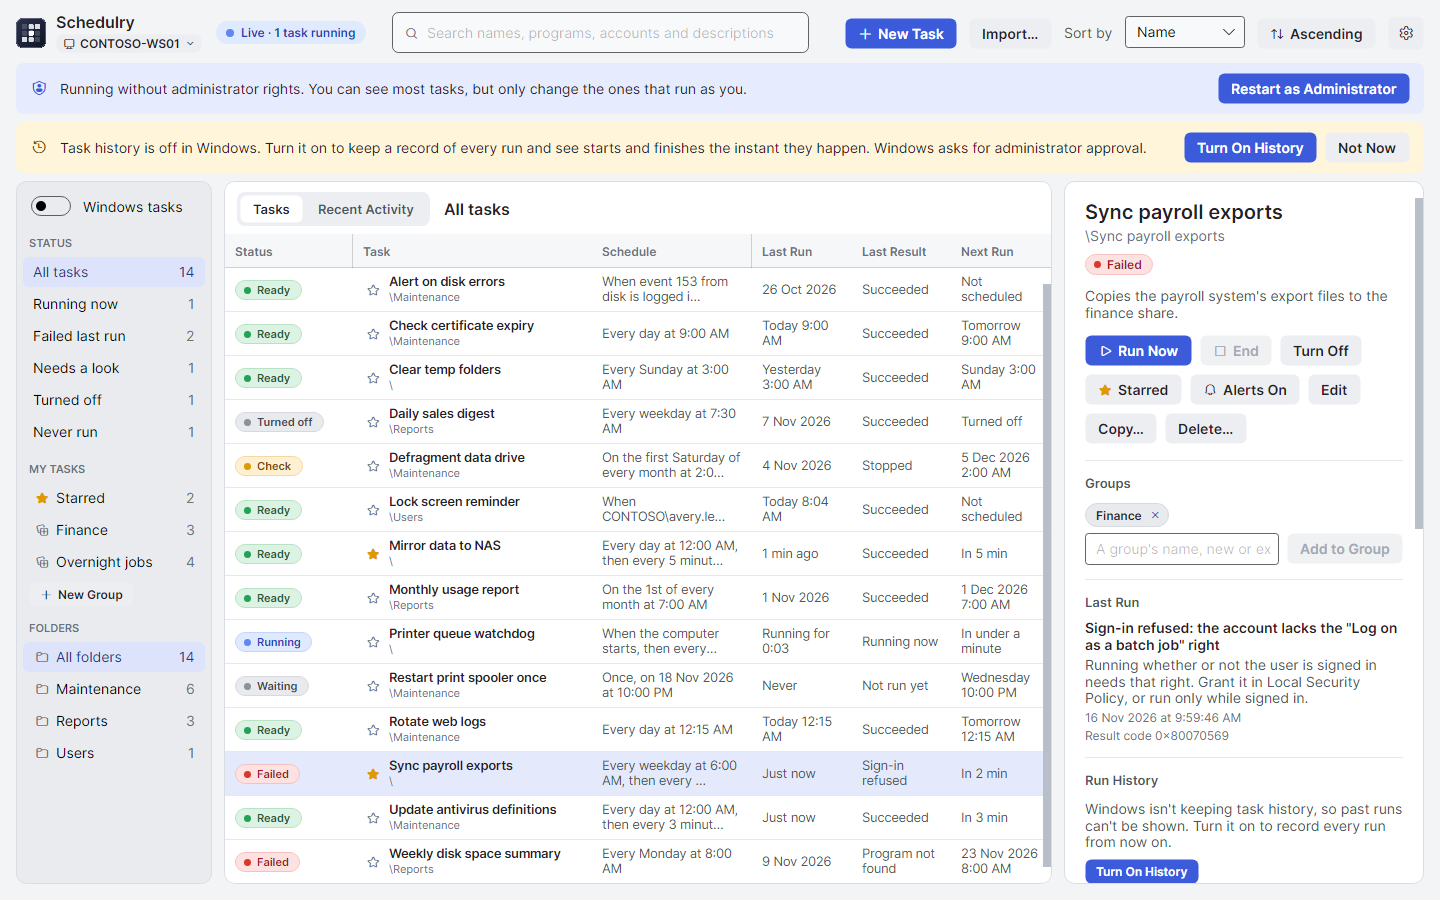 Schedulry
CONTOSO-WS01
Live · 1 task running
Search names, programs, accounts and descriptions
New Task
Import...
Sort by
Name
Ascending
Running without administrator rights. You can see most tasks, but only change the ones that run as you.
Restart as Administrator
Task history is off in Windows. Turn it on to keep a record of every run and see starts and finishes the instant they happen. Windows asks for administrator approval.
Turn On History
Not Now
Windows tasks
STATUS
All tasks 14
Running now 1
Failed last run 2
Needs a look 1
Turned off 1
Never run 1
MY TASKS
Starred 2
Finance 3
Overnight jobs 4
New Group
FOLDERS
All folders 14
Maintenance 6
Reports 3
Users 1
Tasks
Recent Activity
All tasks
Status Task Schedule Last Run Last Result Next Run
Ready
Alert on disk errors
\Maintenance
When event 153 from
disk is logged i...
26 Oct 2026
Succeeded
Not
scheduled
Ready
Check certificate expiry
\Maintenance
Every day at 9:00 AM
Today 9:00
AM
Succeeded
Tomorrow
9:00 AM
Ready
Clear temp folders
\
Every Sunday at 3:00
AM
Yesterday
3:00 AM
Succeeded
Sunday 3:00
AM
Turned off
Daily sales digest
\Reports
Every weekday at 7:30
AM
7 Nov 2026
Succeeded
Turned off
Check
Defragment data drive
\Maintenance
On the first Saturday of
every month at 2:0...
4 Nov 2026
Stopped
5 Dec 2026
2:00 AM
Ready
Lock screen reminder
\Users
When
CONTOSO\avery.le...
Today 8:04
AM
Succeeded
Not
scheduled
Ready
Mirror data to NAS
\
Every day at 12:00 AM,
then every 5 minut...
1 min ago
Succeeded
In 5 min
Ready
Monthly usage report
\Reports
On the 1st of every
month at 7:00 AM
1 Nov 2026
Succeeded
1 Dec 2026
7:00 AM
Running
Printer queue watchdog
\
When the computer
starts, then every...
Running for
0:03
Running now
In under a
minute
Waiting
Restart print spooler once
\Maintenance
Once, on 18 Nov 2026
at 10:00 PM
Never
Not run yet
Wednesday
10:00 PM
Ready
Rotate web logs
\Maintenance
Every day at 12:15 AM
Today 12:15
AM
Succeeded
Tomorrow
12:15 AM
Failed
Sync payroll exports
\
Every weekday at 6:00
AM, then every ...
Just now
Sign-in
refused
In 2 min
Ready
Update antivirus definitions
\Maintenance
Every day at 12:00 AM,
then every 3 minut...
Just now
Succeeded
In 3 min
Failed
Weekly disk space summary
\Reports
Every Monday at 8:00
AM
9 Nov 2026
Program not
found
23 Nov 2026
8:00 AM
Sync payroll exports
\Sync payroll exports
Failed
Copies the payroll system's export files to the
finance share.
Run Now
End
Turn Off
Starred
Alerts On
Edit
Copy...
Delete...
Groups
Finance ×
A group's name, new or ex
Add to Group
Last Run
Sign-in refused: the account lacks the "Log on
as a batch job" right
Running whether or not the user is signed in
needs that right. Grant it in Local Security
Policy, or run only while signed in.
16 Nov 2026 at 9:59:46 AM
Result code 0x80070569
Run History
Windows isn't keeping task history, so past runs
can't be shown. Turn it on to record every run
from now on.
Turn On History